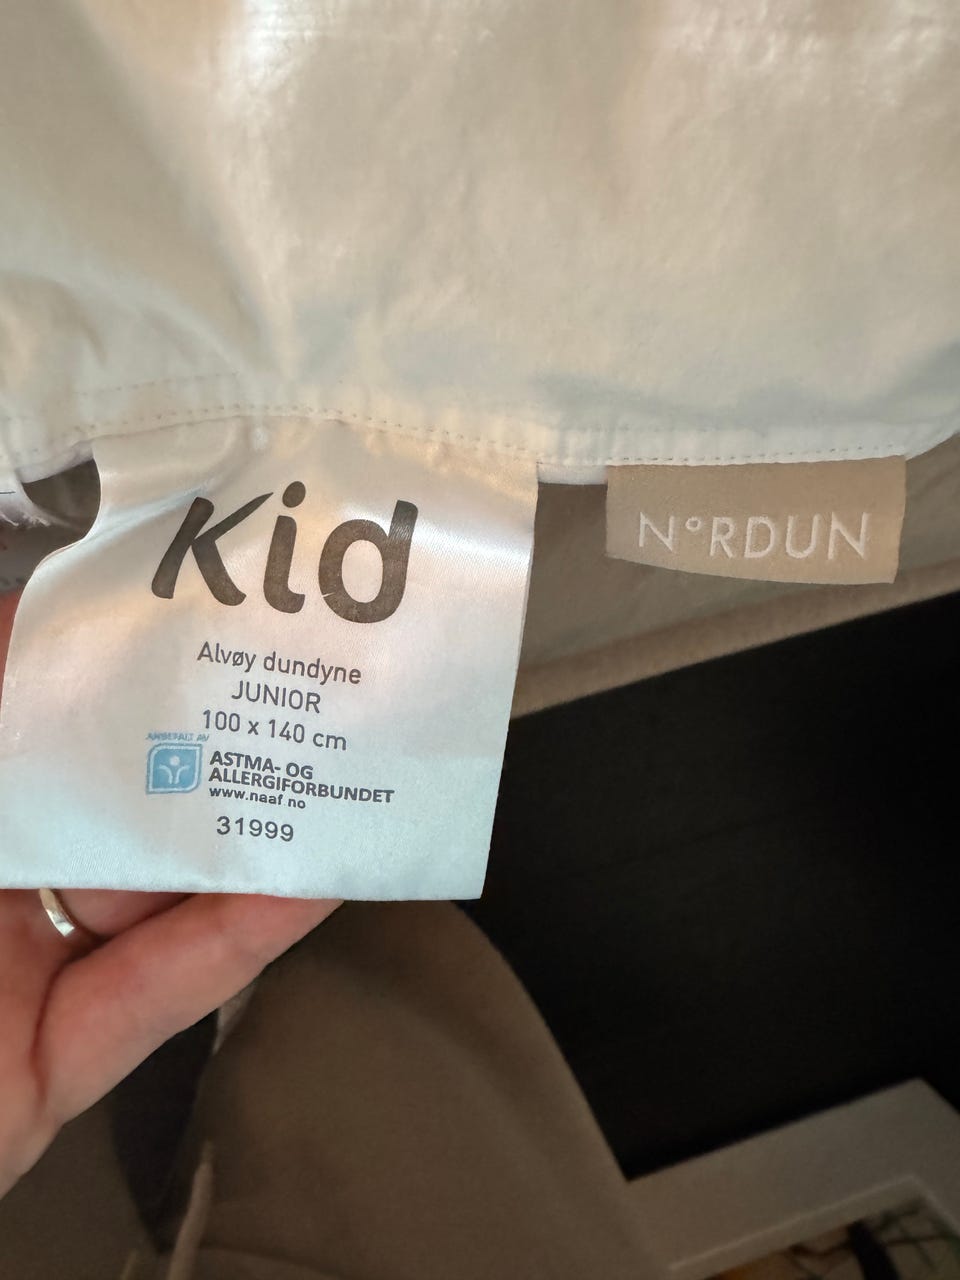 Kid
Alvøy dundyne
JUNIOR
100 x 140 cm
ANBEFALT AV
ASTMA- OG
ALLERGIFORBUNDET
www.naaf.no
31999
N°RDUN